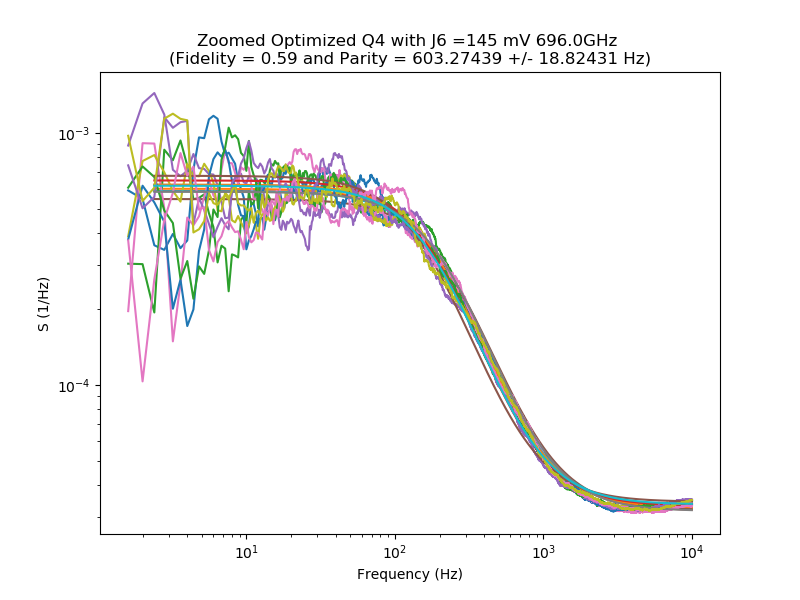 Zoomed Optimized Q4 with J6 =145 mV 696.0GHz
(Fidelity = 0.59 and Parity = 603.27439 +/- 18.82431 Hz)
10⁻³
S (1/Hz)
10⁻⁴
10¹ 10² 10³ 10⁴
Frequency (Hz)